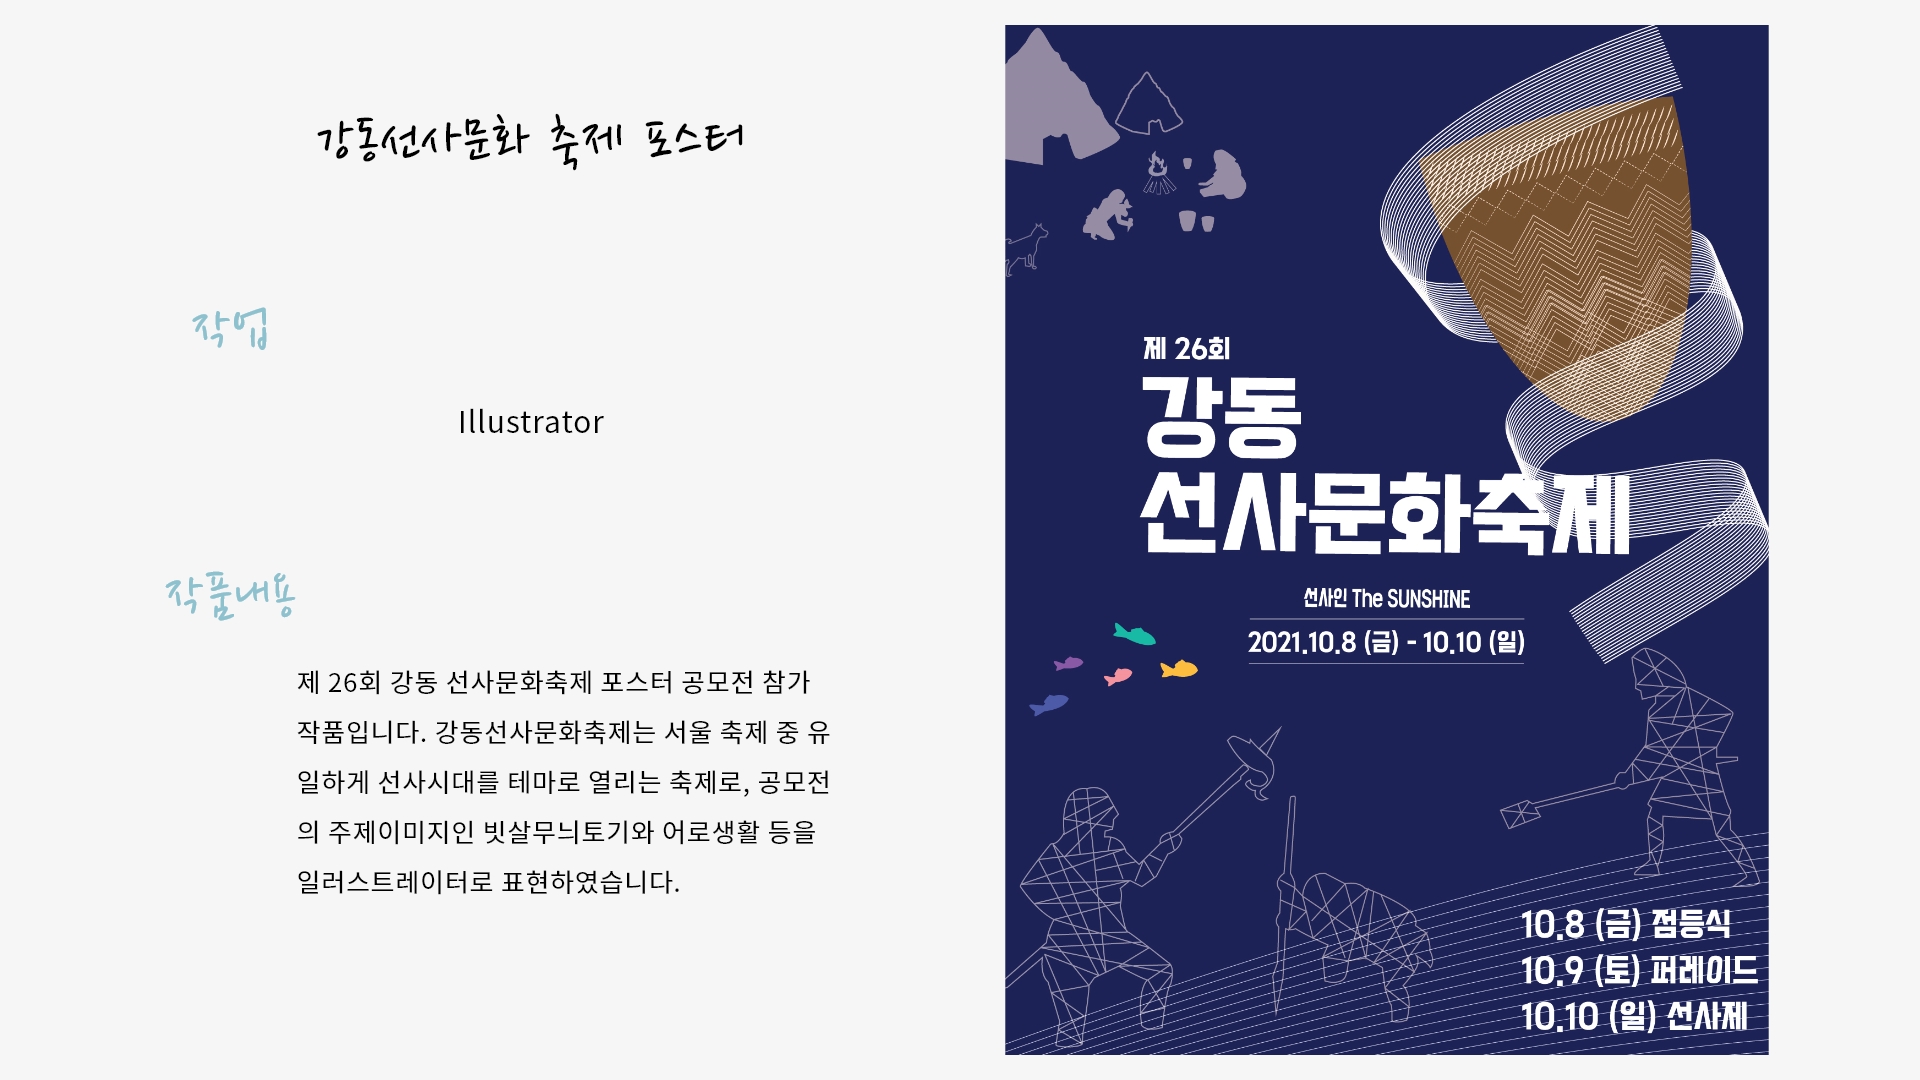 강동선사문화 축제 포스터
작업
Illustrator
작품내용
제 26회 강동 선사문화축제 포스터 공모전 참가
작품입니다. 강동선사문화축제는 서울 축제 중 유
일하게 선사시대를 테마로 열리는 축제로, 공모전
의 주제이미지인 빗살무늬토기와 어로생활 등을
일러스트레이터로 표현하였습니다.
제 26회
강동
선사문화축제
선사인 The SUNSHINE
2021.10.8 (금) - 10.10 (일)
10.8 (금) 점등식
10.9 (토) 퍼레이드
10.10 (일) 선사제